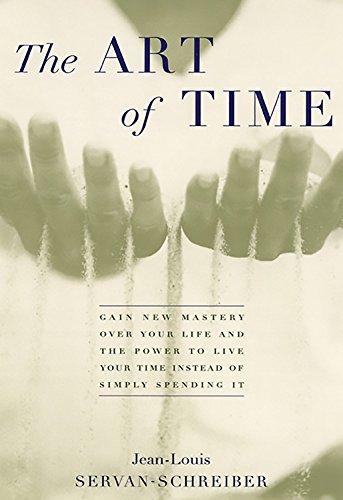 The ART
of TIME
GAIN NEW MASTERY
OVER YOUR LIFE AND
THE POWER TO LIVE
YOUR TIME INSTEAD OF
SIMPLY SPENDING IT
Jean-Louis
SERVAN-SCHREIBER